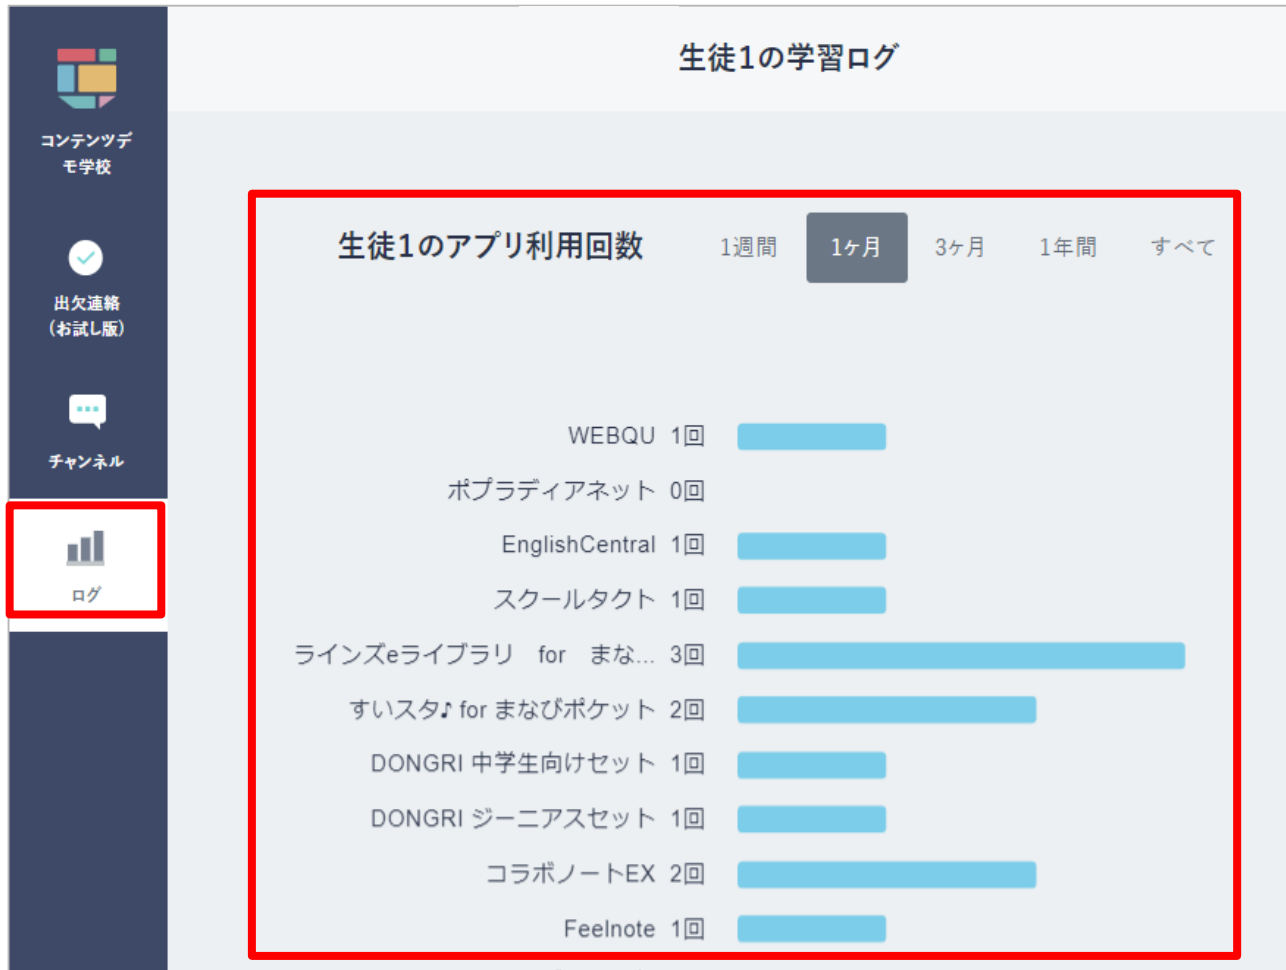 生徒1の学習ログ
コンテンツデ
モ学校
出欠連絡
（お試し版）
チャンネル
ログ
生徒1のアプリ利用回数 1週間 1ヶ月 3ヶ月 1年間 すべて
WEBQU 1回
ポプラディアネット 0回
EnglishCentral 1回
スクールタクト 1回
ラインズeライブラリ　for　まな... 3回
すいスタ♪ for まなびポケット 2回
DONGRI 中学生向けセット 1回
DONGRI ジーニアスセット 1回
コラボノートEX 2回
Feelnote 1回